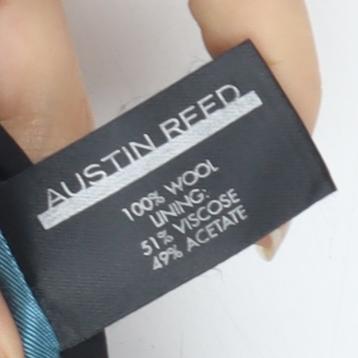 AUSTIN REED
100% WOOL
LINING:
51% VISCOSE
49% ACETATE